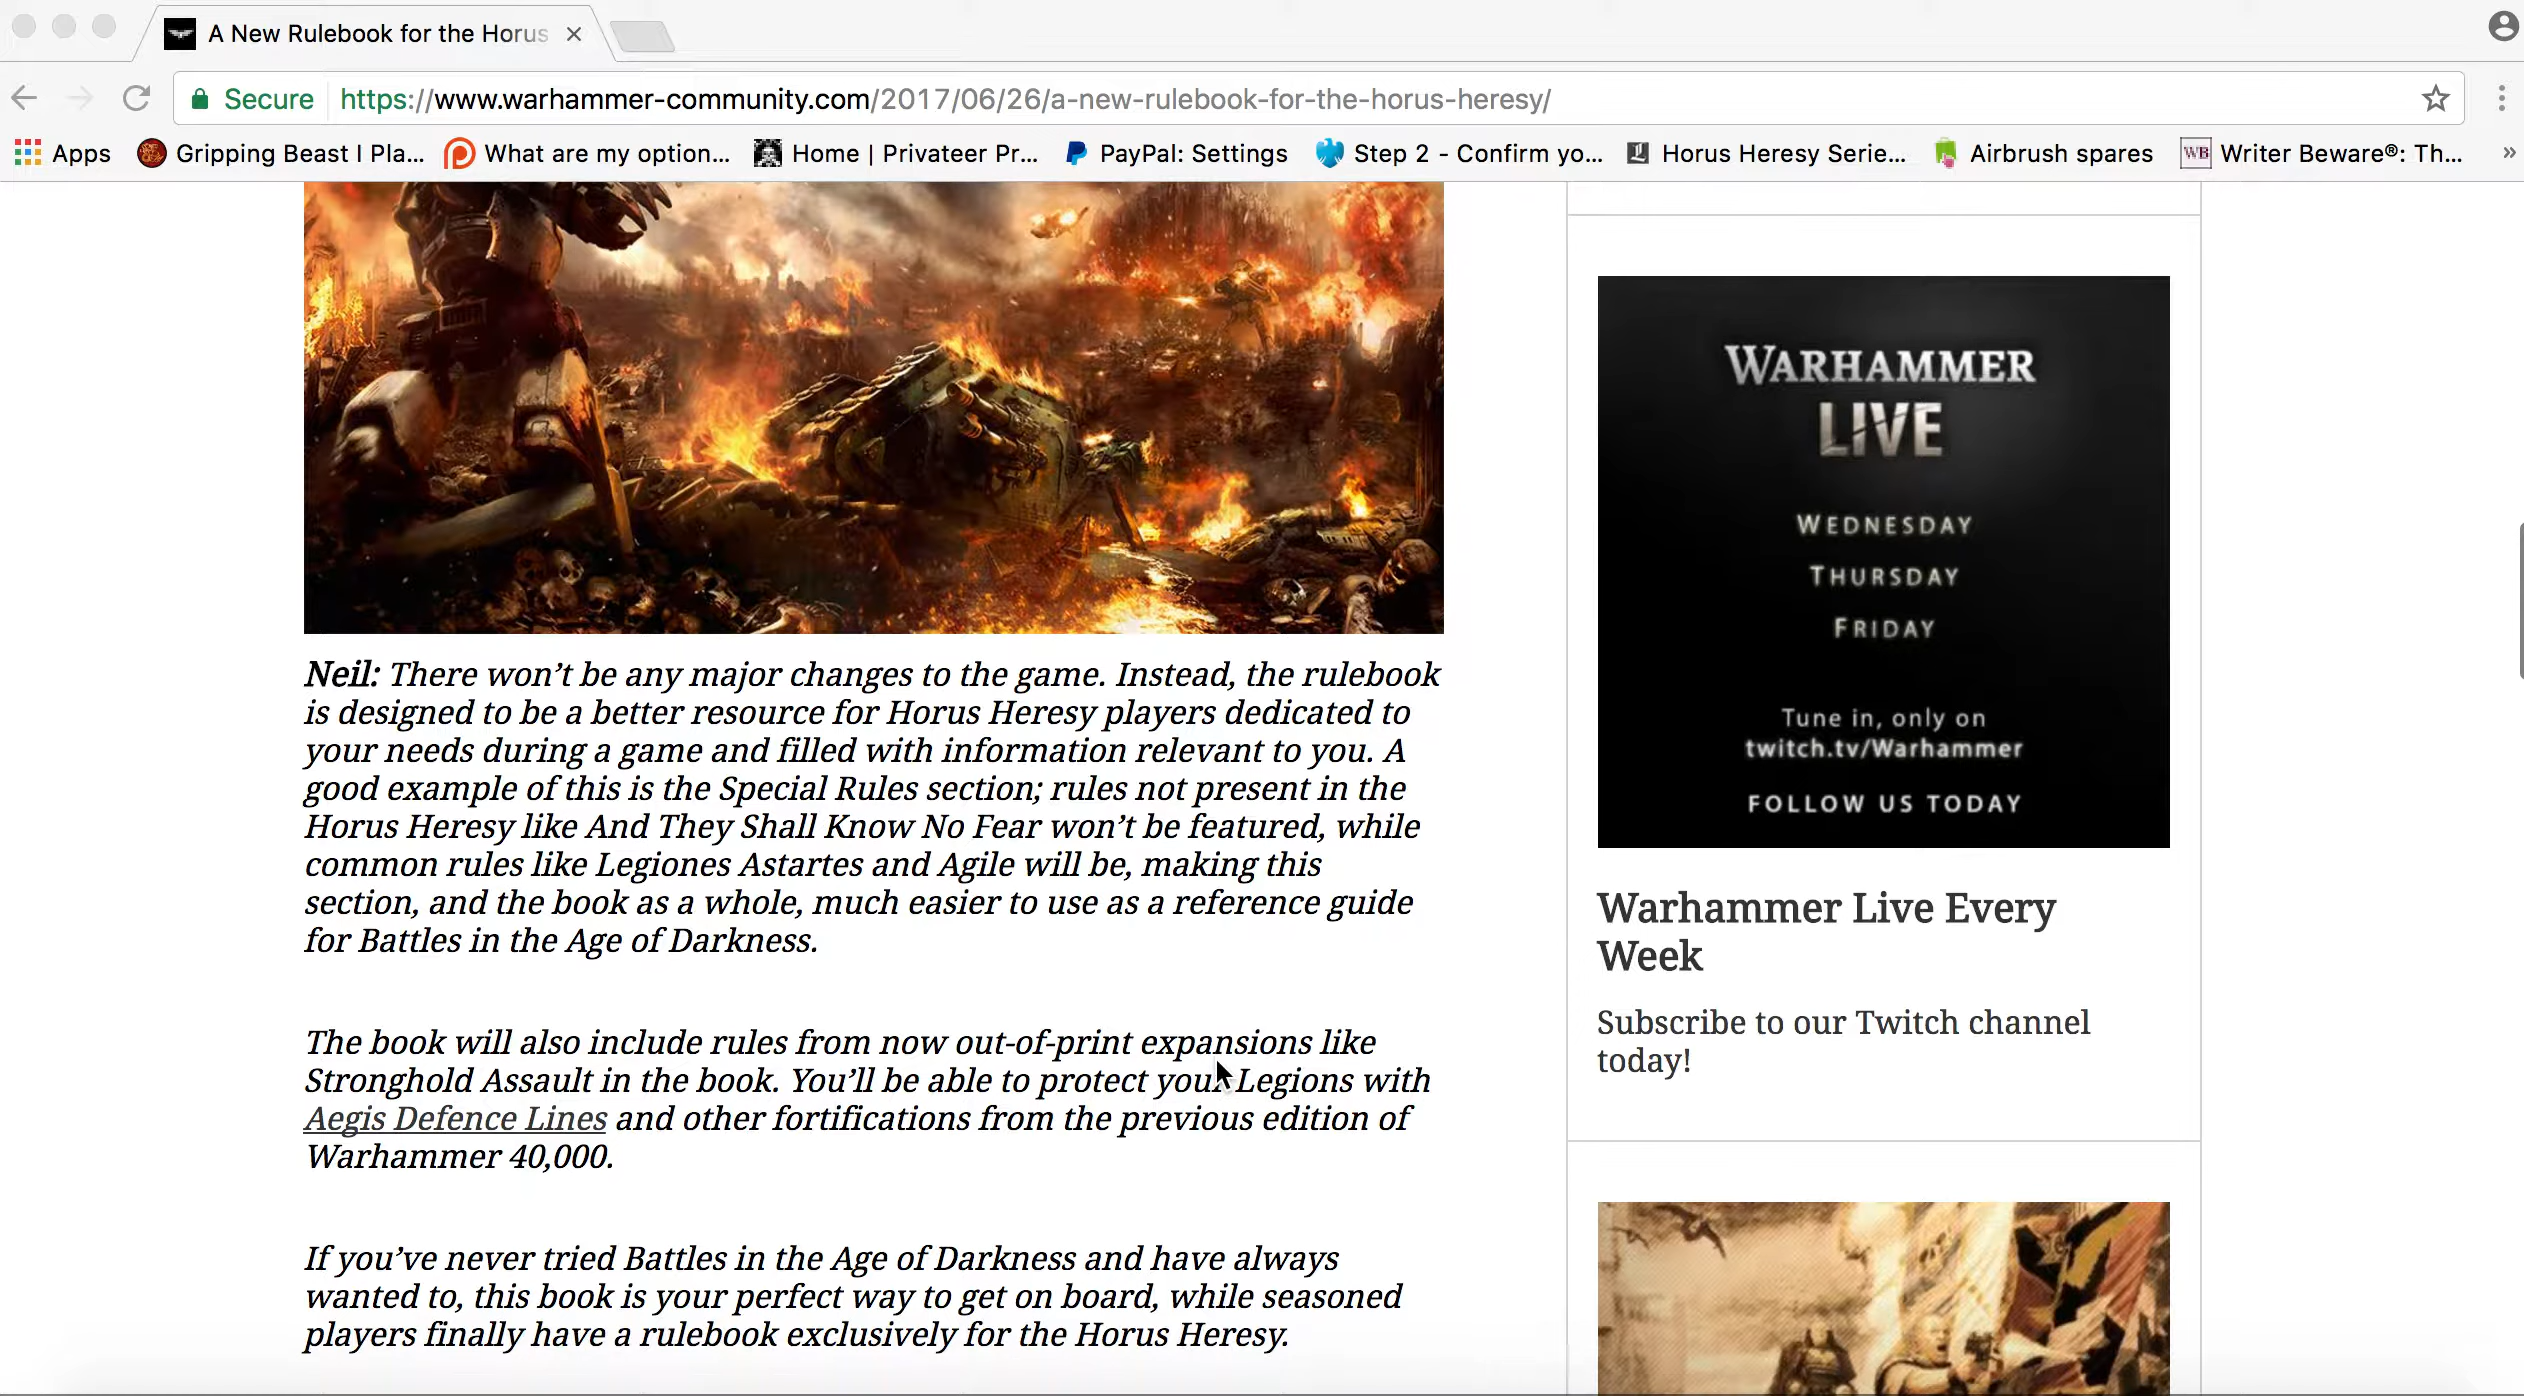 A New Rulebook for the Horus
Secure https://www.warhammer-community.com/2017/06/26/a-new-rulebook-for-the-horus-heresy/
Apps Gripping Beast I Pla... What are my option... Home | Privateer Pr... PayPal: Settings Step 2 - Confirm yo... Horus Heresy Serie... Airbrush spares WB Writer Beware®: Th... »
Neil: There won’t be any major changes to the game. Instead, the rulebook
is designed to be a better resource for Horus Heresy players dedicated to
your needs during a game and filled with information relevant to you. A
good example of this is the Special Rules section; rules not present in the
Horus Heresy like And They Shall Know No Fear won’t be featured, while
common rules like Legiones Astartes and Agile will be, making this
section, and the book as a whole, much easier to use as a reference guide
for Battles in the Age of Darkness.
The book will also include rules from now out-of-print expansions like
Stronghold Assault in the book. You’ll be able to protect your Legions with
Aegis Defence Lines and other fortifications from the previous edition of
Warhammer 40,000.
If you’ve never tried Battles in the Age of Darkness and have always
wanted to, this book is your perfect way to get on board, while seasoned
players finally have a rulebook exclusively for the Horus Heresy.
WARHAMMER
LIVE
WEDNESDAY
THURSDAY
FRIDAY
Tune in, only on
twitch.tv/Warhammer
FOLLOW US TODAY
Warhammer Live Every
Week
Subscribe to our Twitch channel
today!